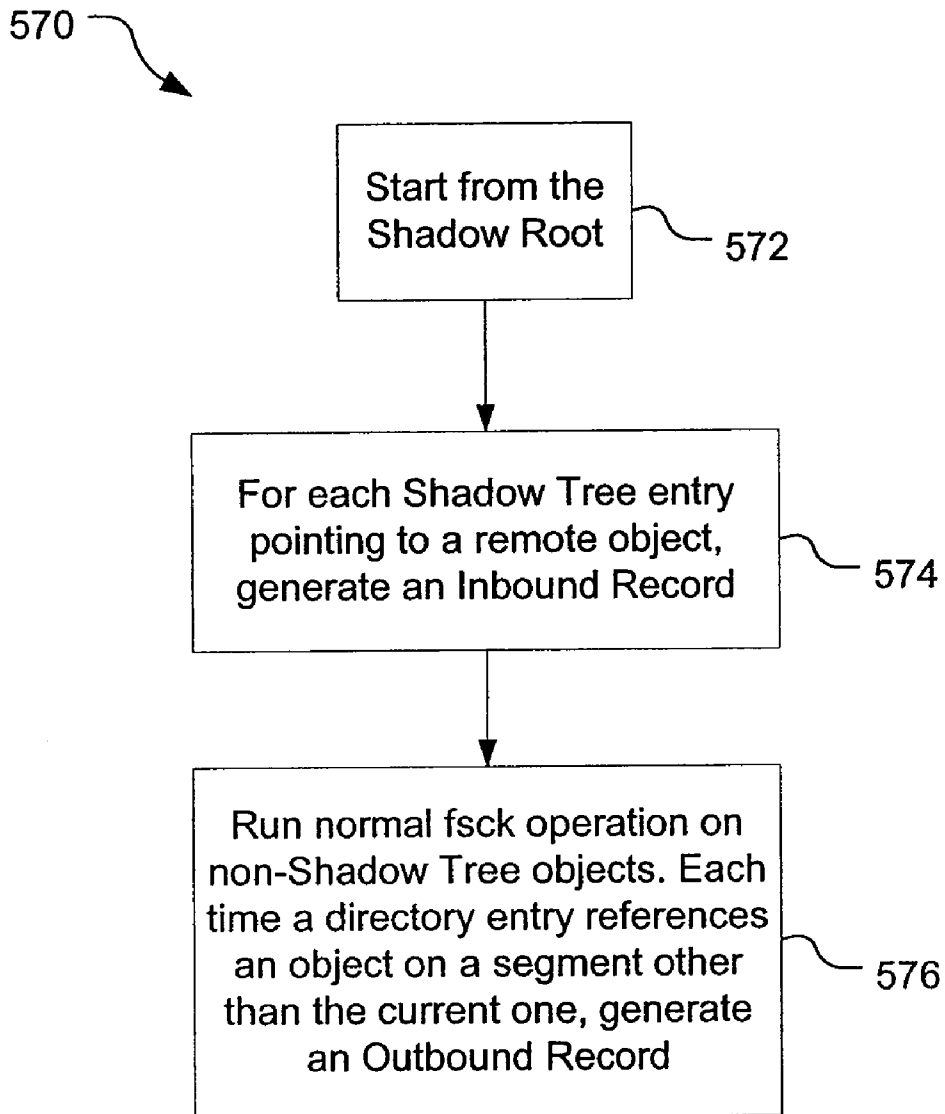 570
Start from the
Shadow Root
572
For each Shadow Tree entry
pointing to a remote object,
generate an Inbound Record
574
Run normal fsck operation on
non-Shadow Tree objects. Each
time a directory entry references
an object on a segment other
than the current one, generate
an Outbound Record
576